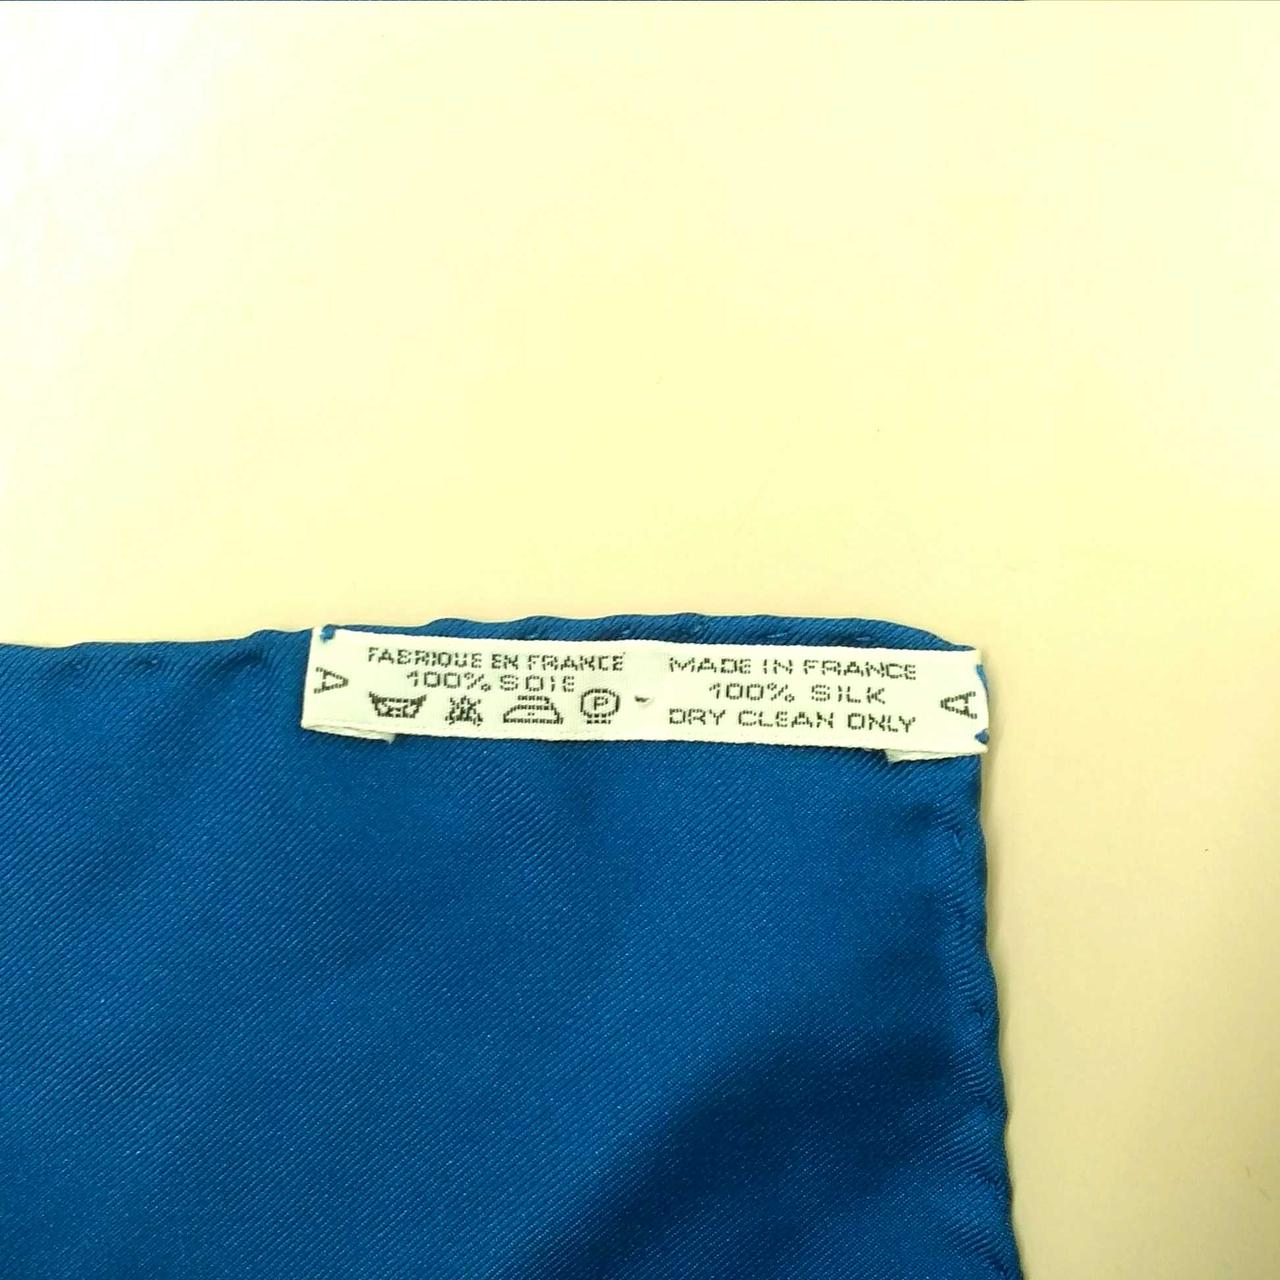 A
FABRIQUE EN FRANCE
100% SOIE
P
MADE IN FRANCE
100% SILK
DRY CLEAN ONLY
A